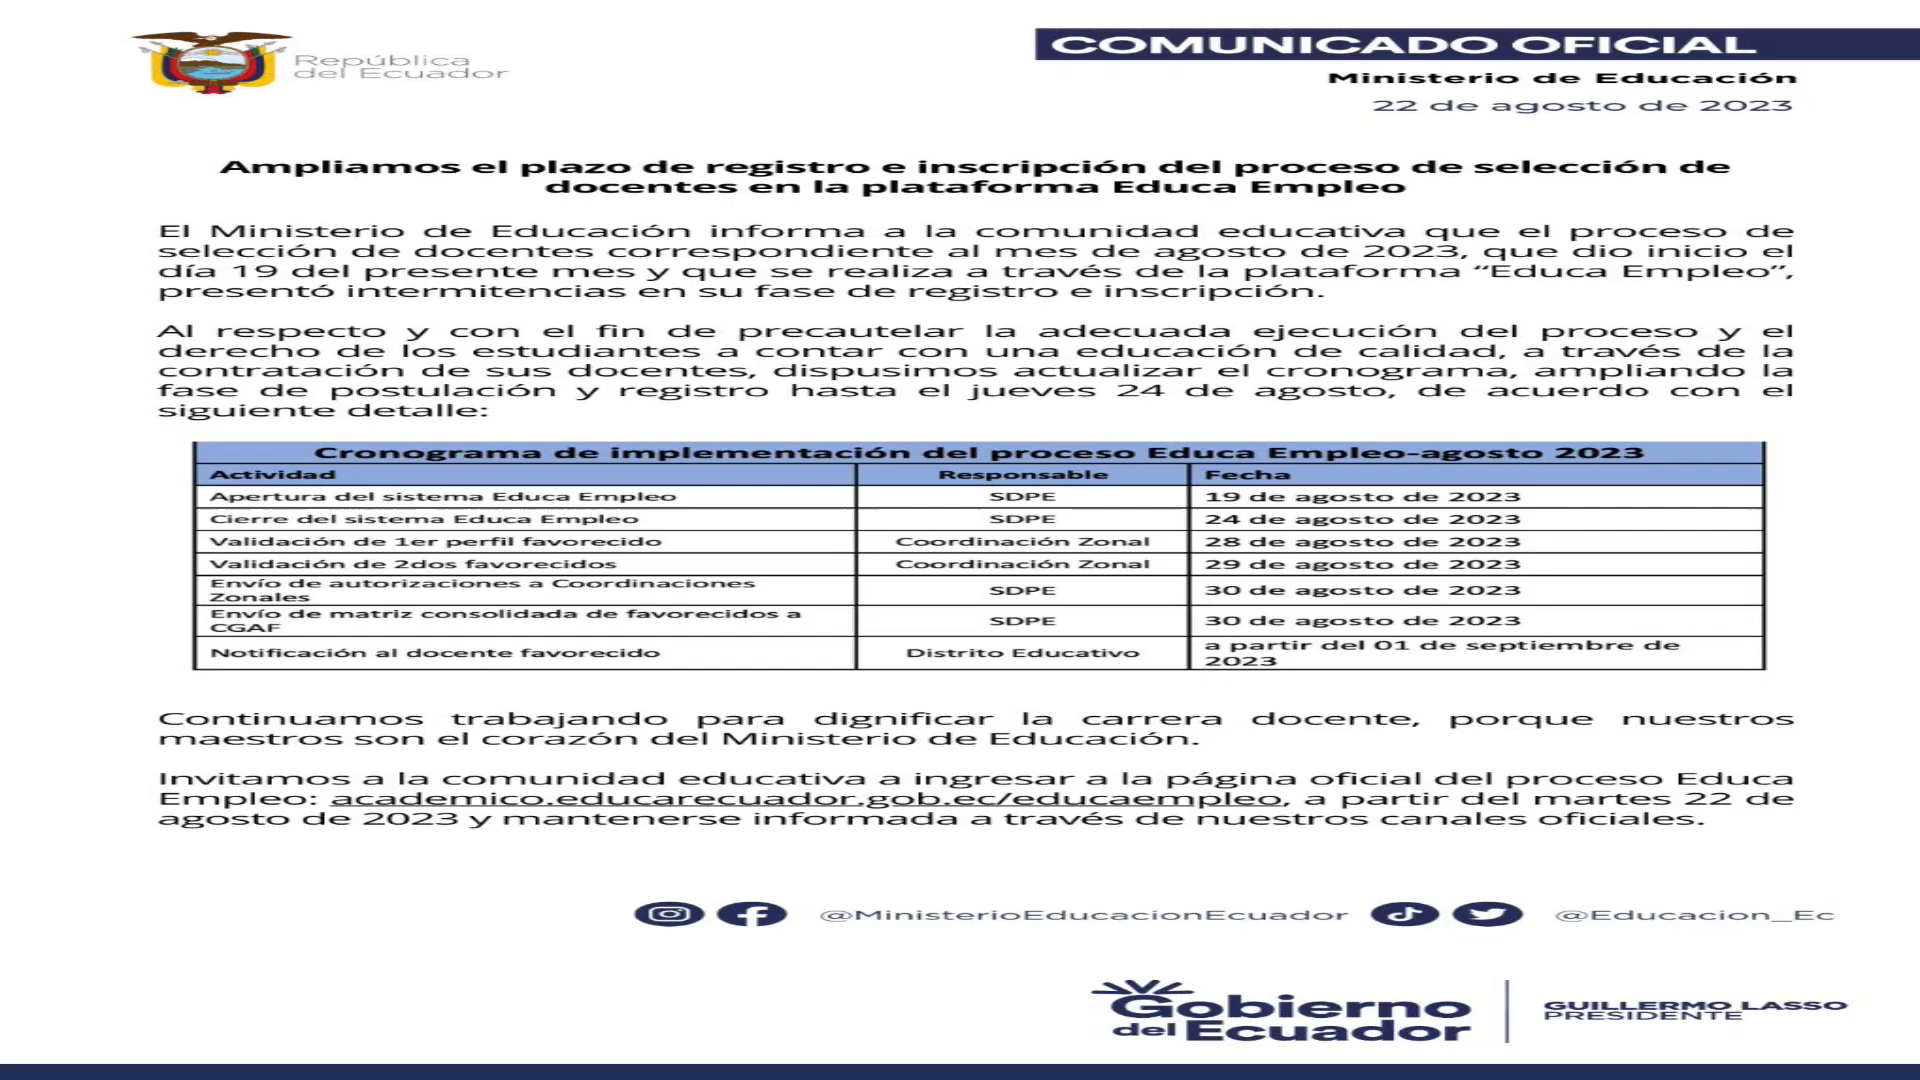 República
del Ecuador
COMUNICADO OFICIAL
Ministerio de Educación
22 de agosto de 2023
Ampliamos el plazo de registro e inscripción del proceso de selección de
docentes en la plataforma Educa Empleo
El Ministerio de Educación informa a la comunidad educativa que el proceso de
selección de docentes correspondiente al mes de agosto de 2023, que dio inicio el
día 19 del presente mes y que se realiza a través de la plataforma “Educa Empleo”,
presentó intermitencias en su fase de registro e inscripción.
Al respecto y con el fin de precautelar la adecuada ejecución del proceso y el
derecho de los estudiantes a contar con una educación de calidad, a través de la
contratación de sus docentes, dispusimos actualizar el cronograma, ampliando la
fase de postulación y registro hasta el jueves 24 de agosto, de acuerdo con el
siguiente detalle:
Cronograma de implementación del proceso Educa Empleo-agosto 2023
Actividad Responsable Fecha
Apertura del sistema Educa Empleo SDPE 19 de agosto de 2023
Cierre del sistema Educa Empleo SDPE 24 de agosto de 2023
Validación de 1er perfil favorecido Coordinación Zonal 28 de agosto de 2023
Validación de 2dos favorecidos Coordinación Zonal 29 de agosto de 2023
Envío de autorizaciones a Coordinaciones
Zonales SDPE 30 de agosto de 2023
Envío de matriz consolidada de favorecidos a
CGAF SDPE 30 de agosto de 2023
Notificación al docente favorecido Distrito Educativo a partir del 01 de septiembre de
2023
Continuamos trabajando para dignificar la carrera docente, porque nuestros
maestros son el corazón del Ministerio de Educación.
Invitamos a la comunidad educativa a ingresar a la página oficial del proceso Educa
Empleo: academico.educarecuador.gob.ec/educaempleo, a partir del martes 22 de
agosto de 2023 y mantenerse informada a través de nuestros canales oficiales.
@MinisterioEducacionEcuador @Educacion_Ec
Gobierno
del Ecuador
GUILLERMO LASSO
PRESIDENTE